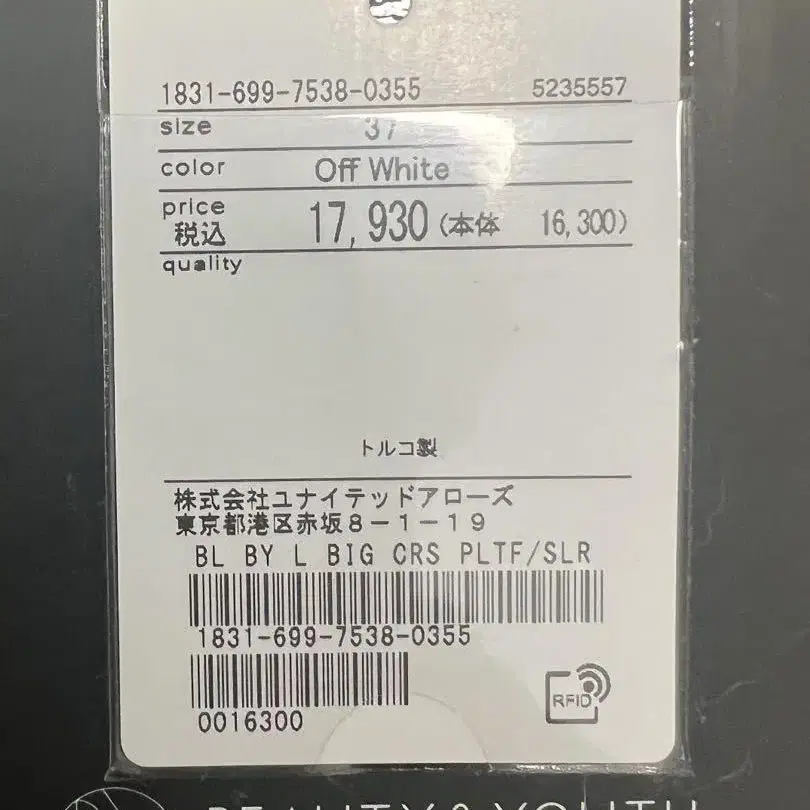 1831-699-7538-0355 5235557
size 37
color Off White
price
税込 17,930 (本体 16,300)
quality
トルコ製
株式会社ユナイテッドアローズ
東京都港区赤坂8-1-19
BL BY L BIG CRS PLTF/SLR
1831-699-7538-0355
0016300
RFID
BEAUTY & YOUTH